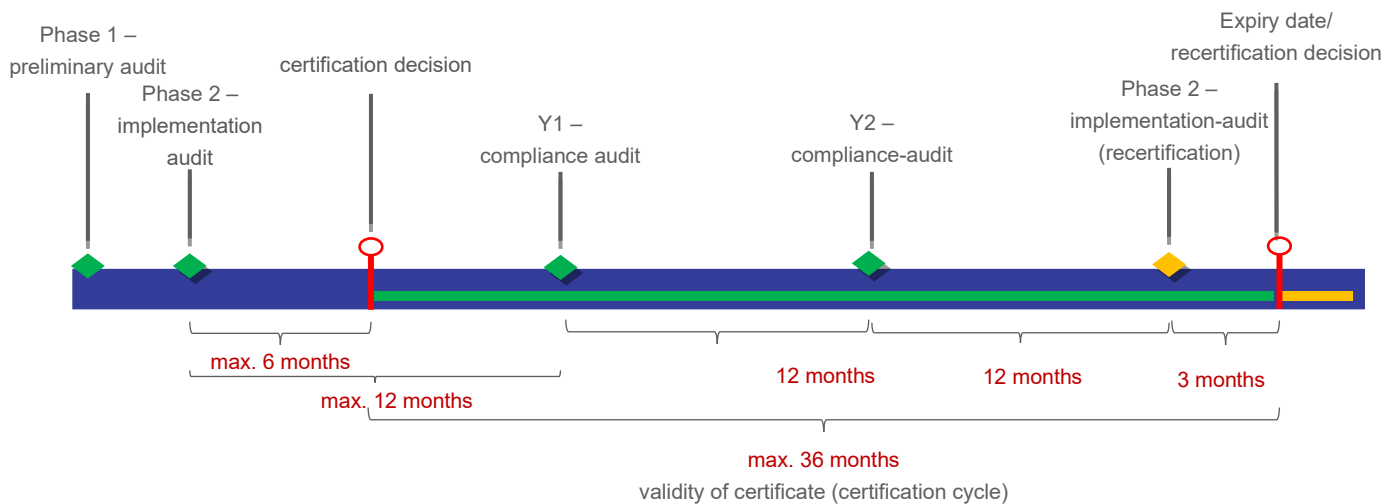 Phase 1 –
preliminary audit
Phase 2 –
implementation
audit
certification decision
Y1 –
compliance audit
Y2 –
compliance-audit
Phase 2 –
implementation-audit
(recertification)
Expiry date/
recertification decision
max. 6 months
max. 12 months
12 months
12 months
3 months
max. 36 months
validity of certificate (certification cycle)